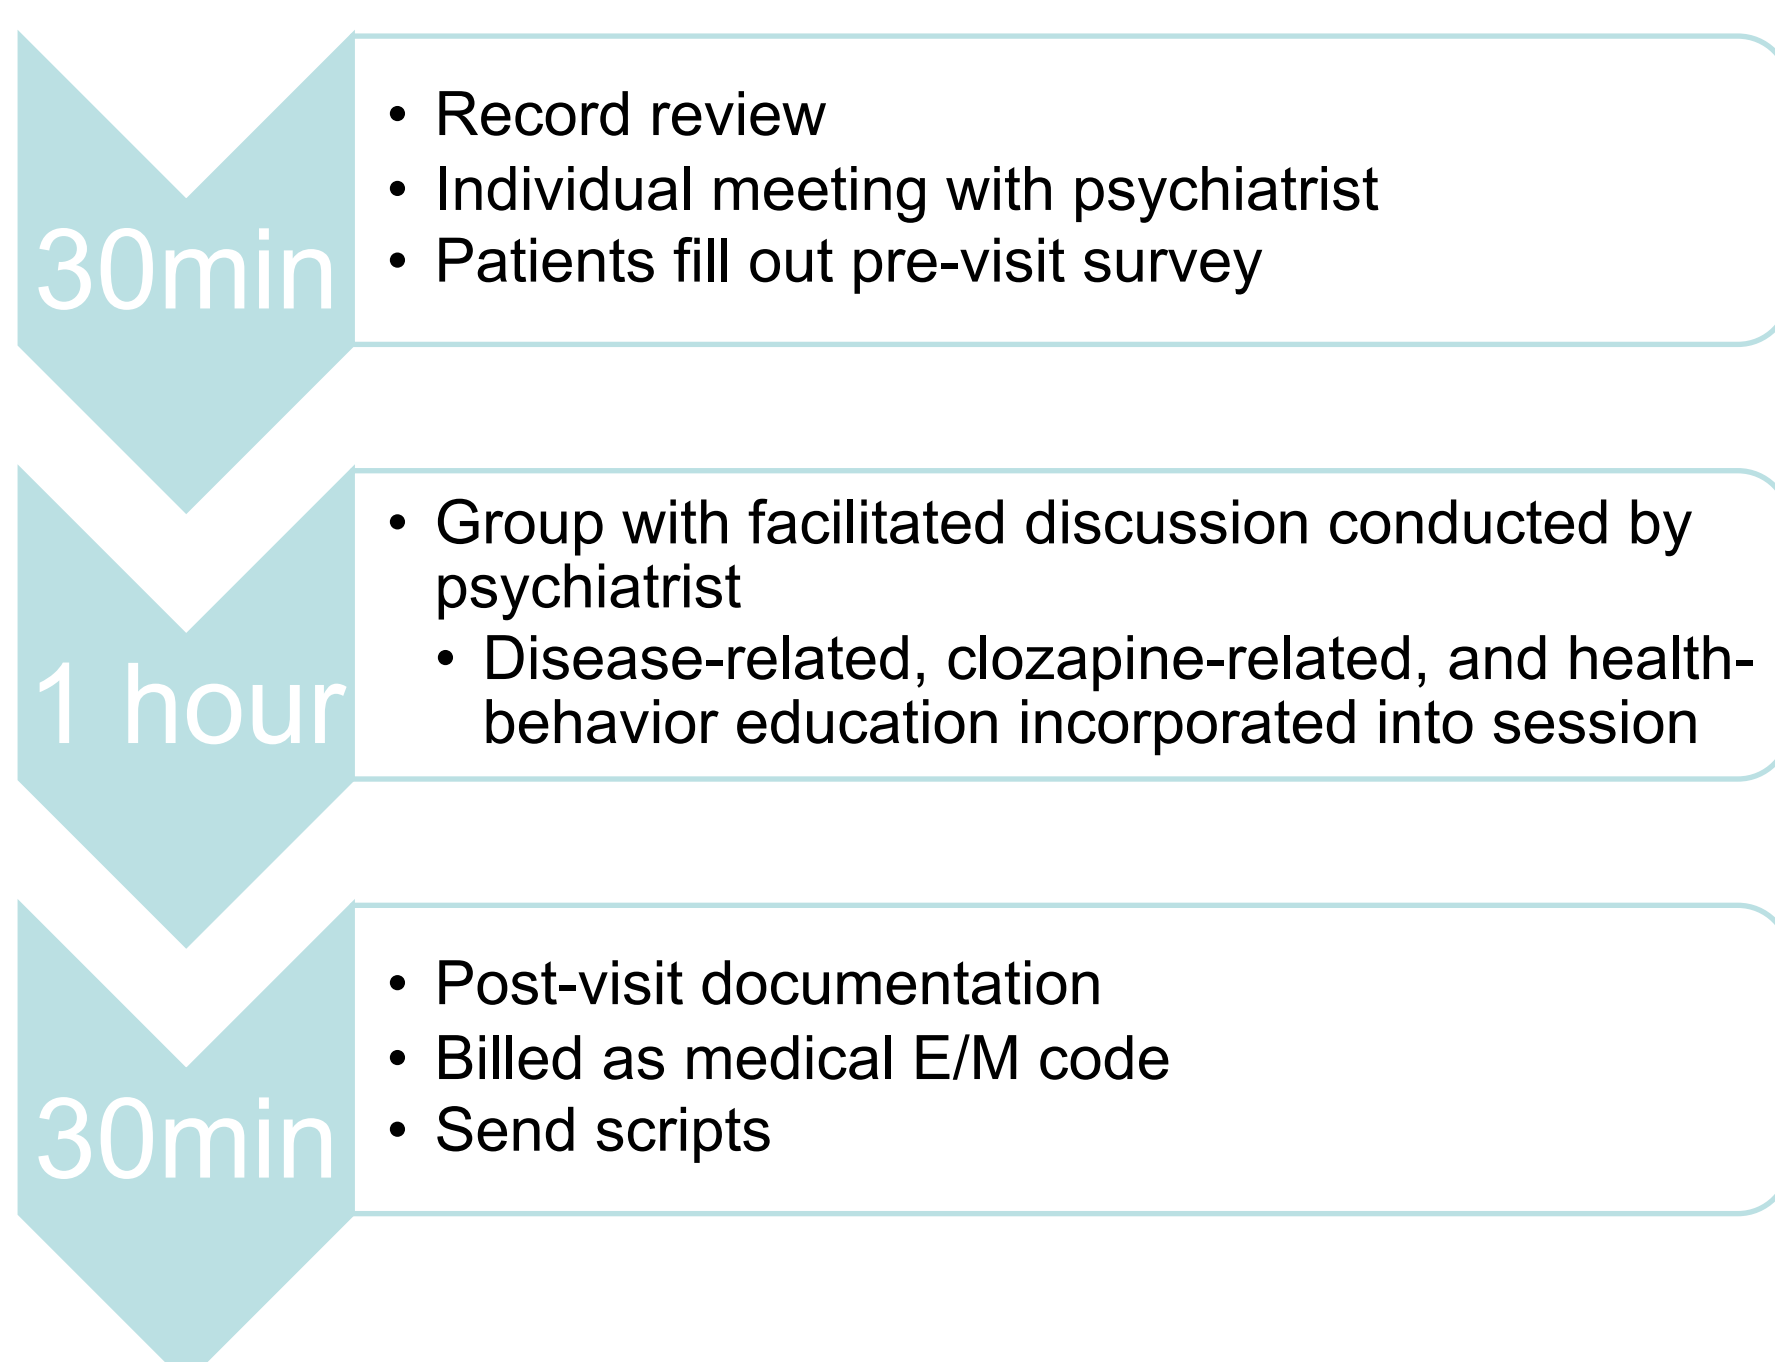 30min
• Record review
• Individual meeting with psychiatrist
• Patients fill out pre-visit survey
1 hour
• Group with facilitated discussion conducted by
psychiatrist
• Disease-related, clozapine-related, and health-
behavior education incorporated into session
30min
• Post-visit documentation
• Billed as medical E/M code
• Send scripts